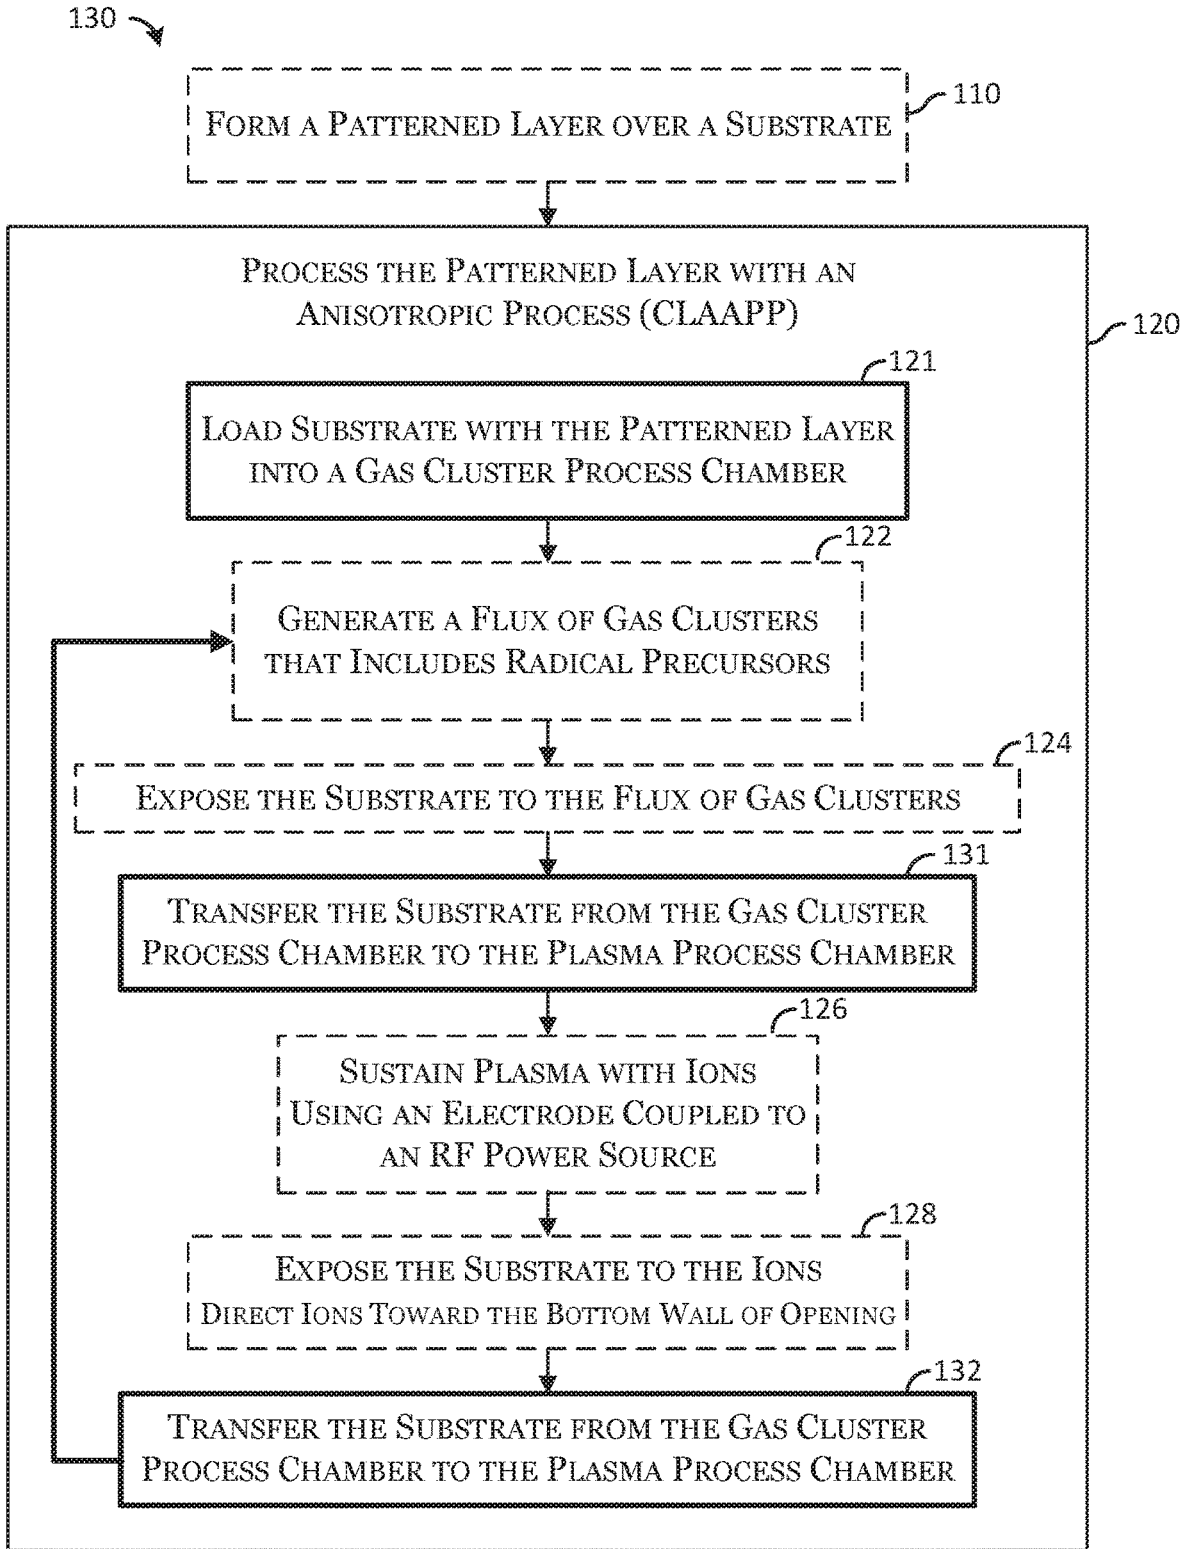 130
FORM A PATTERNED LAYER OVER A SUBSTRATE
110
PROCESS THE PATTERNED LAYER WITH AN
ANISOTROPIC PROCESS (CLAAPP)
120
121
LOAD SUBSTRATE WITH THE PATTERNED LAYER
INTO A GAS CLUSTER PROCESS CHAMBER
122
GENERATE A FLUX OF GAS CLUSTERS
THAT INCLUDES RADICAL PRECURSORS
124
EXPOSE THE SUBSTRATE TO THE FLUX OF GAS CLUSTERS
131
TRANSFER THE SUBSTRATE FROM THE GAS CLUSTER
PROCESS CHAMBER TO THE PLASMA PROCESS CHAMBER
126
SUSTAIN PLASMA WITH IONS
USING AN ELECTRODE COUPLED TO
AN RF POWER SOURCE
128
EXPOSE THE SUBSTRATE TO THE IONS
DIRECT IONS TOWARD THE BOTTOM WALL OF OPENING
132
TRANSFER THE SUBSTRATE FROM THE GAS CLUSTER
PROCESS CHAMBER TO THE PLASMA PROCESS CHAMBER